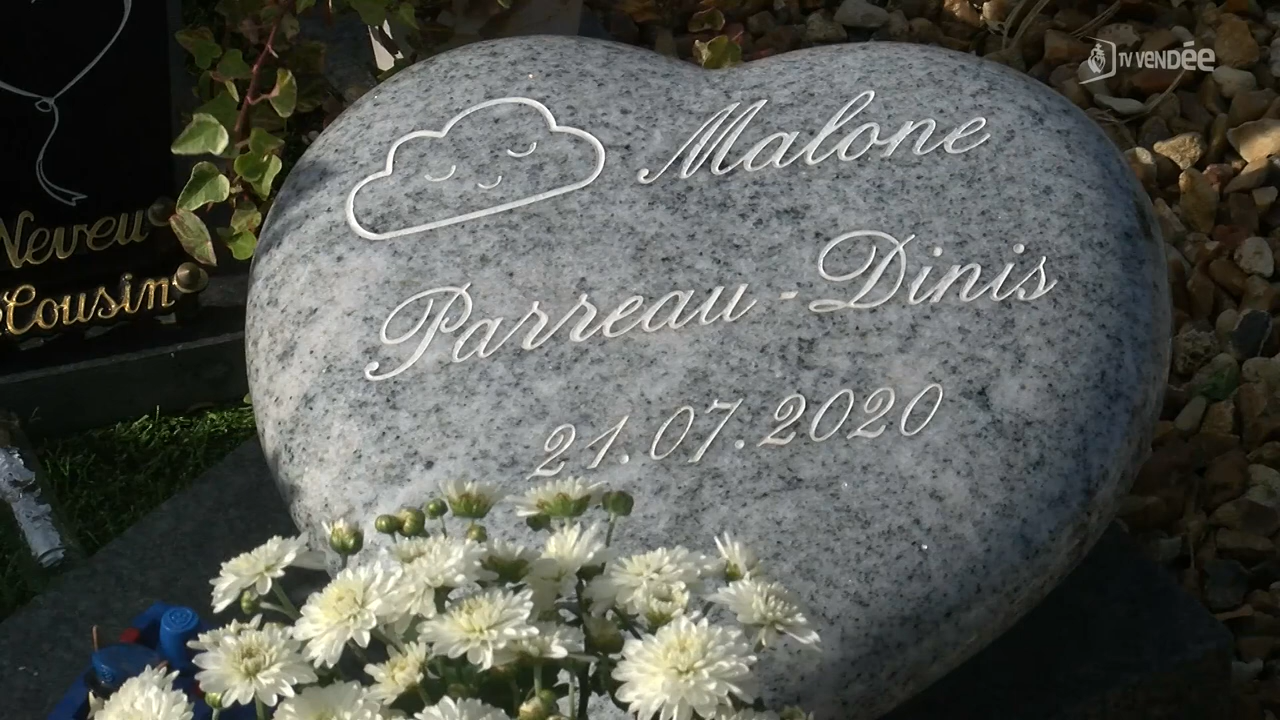 TV VENDÉE
Malone
Parreau-Dinis
21.07.2020
Neveu
Cousin